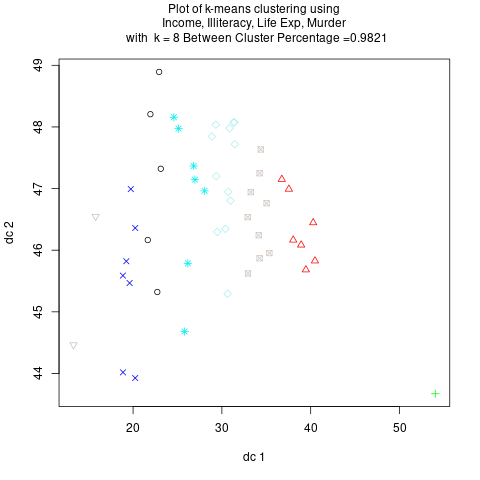 Plot of k-means clustering using
Income, Illiteracy, Life Exp, Murder
with k = 8 Between Cluster Percentage =0.9821
49
48
47
46
45
44
dc 2
20 30 40 50
dc 1